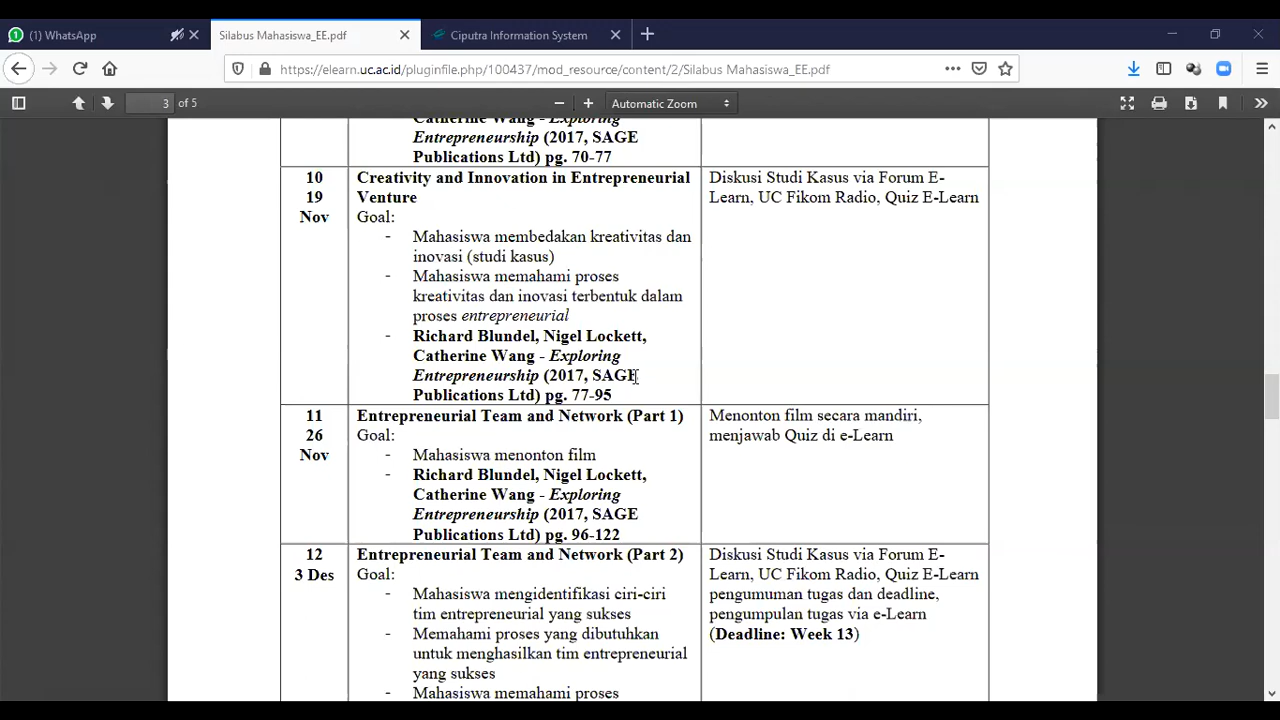 (1) WhatsApp
Silabus Mahasiswa_EE.pdf
Ciputra Information System
https://elearn.uc.ac.id/pluginfile.php/100437/mod_resource/content/2/Silabus Mahasiswa_EE.pdf
3 of 5
Automatic Zoom
Catherine Wang - Exploring
Entrepreneurship (2017, SAGE
Publications Ltd) pg. 70-77
10
19
Nov
Creativity and Innovation in Entrepreneurial
Venture
Goal:
- Mahasiswa membedakan kreativitas dan
inovasi (studi kasus)
- Mahasiswa memahami proses
kreativitas dan inovasi terbentuk dalam
proses entrepreneurial
- Richard Blundel, Nigel Lockett,
Catherine Wang - Exploring
Entrepreneurship (2017, SAGE
Publications Ltd) pg. 77-95
Diskusi Studi Kasus via Forum E-
Learn, UC Fikom Radio, Quiz E-Learn
11
26
Nov
Entrepreneurial Team and Network (Part 1)
Goal:
- Mahasiswa menonton film
- Richard Blundel, Nigel Lockett,
Catherine Wang - Exploring
Entrepreneurship (2017, SAGE
Publications Ltd) pg. 96-122
Menonton film secara mandiri,
menjawab Quiz di e-Learn
12
3 Des
Entrepreneurial Team and Network (Part 2)
Goal:
- Mahasiswa mengidentifikasi ciri-ciri
tim entrepreneurial yang sukses
- Memahami proses yang dibutuhkan
untuk menghasilkan tim entrepreneurial
yang sukses
- Mahasiswa memahami proses
Diskusi Studi Kasus via Forum E-
Learn, UC Fikom Radio, Quiz E-Learn
pengumuman tugas dan deadline,
pengumpulan tugas via e-Learn
(Deadline: Week 13)